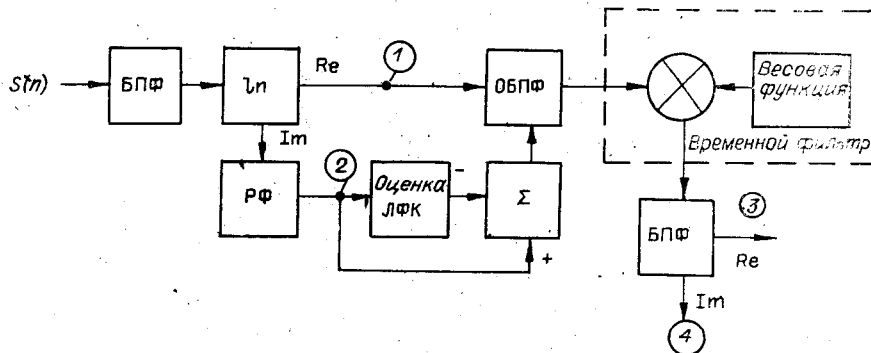 S(n)
БПФ
ln
Re
1
ОБПФ
Весовая
функция
Временной фильтр
Im
РФ
2
Оценка
ЛФК
-
Σ
+
БПФ
3
Re
Im
4